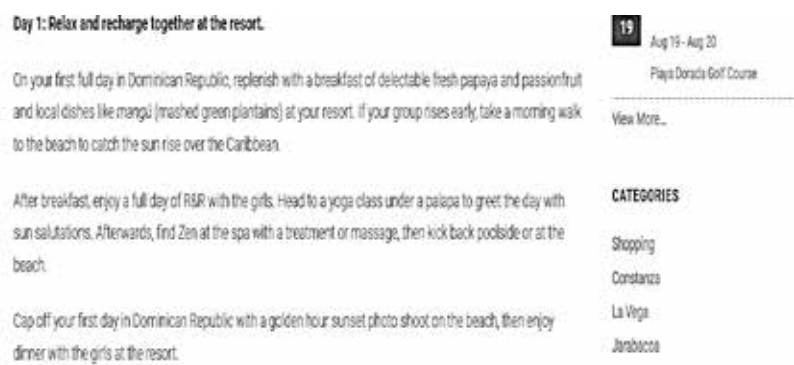 Day 1: Relax and recharge together at the resort.
On your first full day in Dominican Republic, replenish with a breakfast of delectable fresh papaya and passionfruit
and local dishes like mangú (mashed green plantains) at your resort. If your group rises early, take a morning walk
to the beach to catch the sun rise over the Caribbean.
After breakfast, enjoy a full day of R&R with the girls. Head to a yoga class under a palapa to greet the day with
sun salutations. Afterwards, find Zen at the spa with a treatment or massage, then kick back poolside or at the
beach.
Cap off your first day in Dominican Republic with a golden hour sunset photo shoot on the beach, then enjoy
dinner with the girls at the resort.
19
Aug 19 - Aug 20
Playa Dorada Golf Course
View More...
CATEGORIES
Shopping
Constanza
La Vega
Jarabacoa